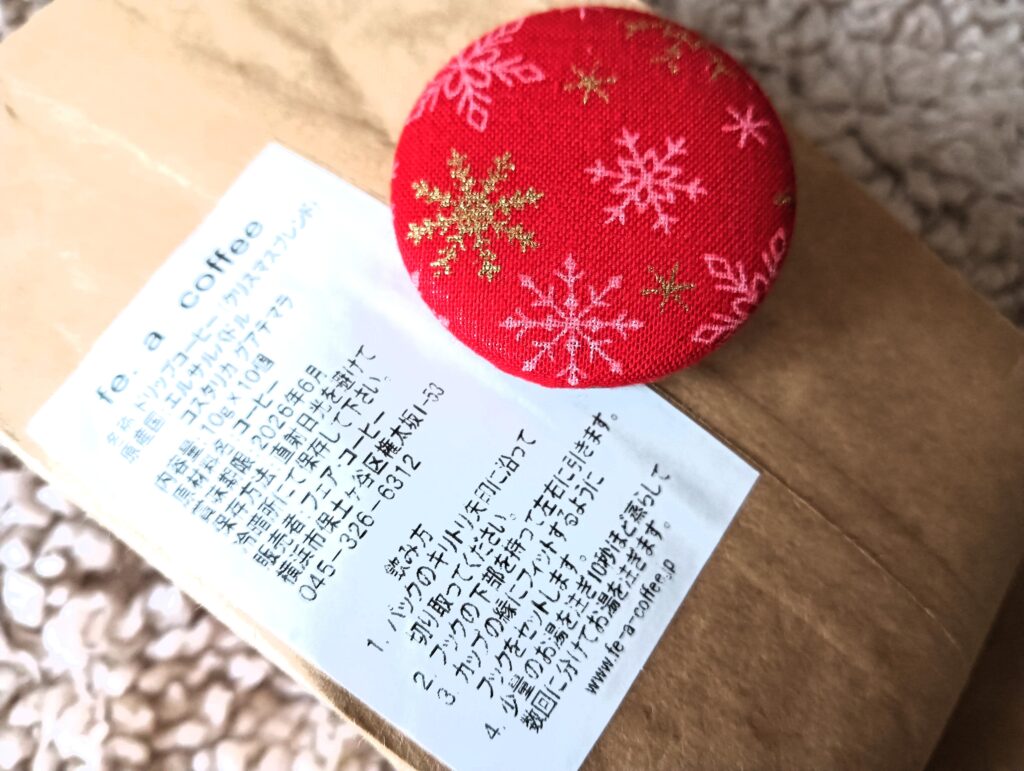 fe. a coffee
名称 ドリップコーヒー クリスマスブレンド
原産国 エルサルバドル
コスタリカ グアテマラ
内容量 10g×10個
原材料名 コーヒー
賞味期限 2026年6月
保存方法:直射日光を避けて
冷暗所にて保存して下さい。
販売者:フェア・コーヒー
横浜市保土ヶ谷区権太坂1-53
045-326-6312
飲み方
1. バックのキリトリ矢印に沿って
切り取ってください。
2. フックの下部を持って左右に引きます。
3 カップの縁にフィットするように
フックをセットします。
4. 少量のお湯を注ぎ10秒ほど蒸らして
数回に分けてお湯を注ぎます。
www.fe-a-coffee.jp